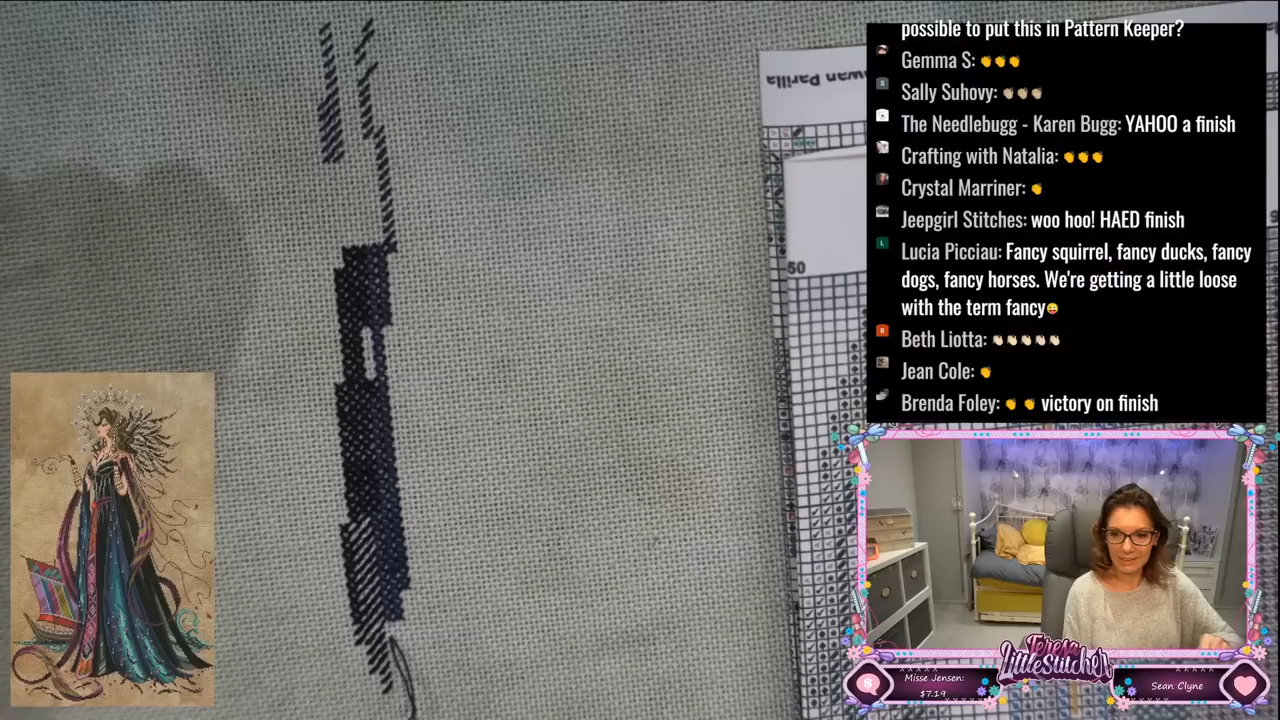 possible to put this in Pattern Keeper?
Gemma S: 👏👏👏
S
Sally Suhovy: 👏🏼👏🏼👏🏼
The Needlebugg - Karen Bugg: YAHOO a finish
Crafting with Natalia: 👏👏👏
Crystal Marriner: 👏
Jeepgirl Stitches: woo hoo! HAED finish
L
Lucia Picciau: Fancy squirrel, fancy ducks, fancy
dogs, fancy horses. We're getting a little loose
with the term fancy😜
B
Beth Liotta: 👏🏻👏🏻👏🏻👏🏻👏🏻
Jean Cole: 👏
Brenda Foley: 👏 👏 victory on finish
wan Parilla
50
Teresa
LittleStitcher
Misse Jensen:
$7.19
Sean Clyne